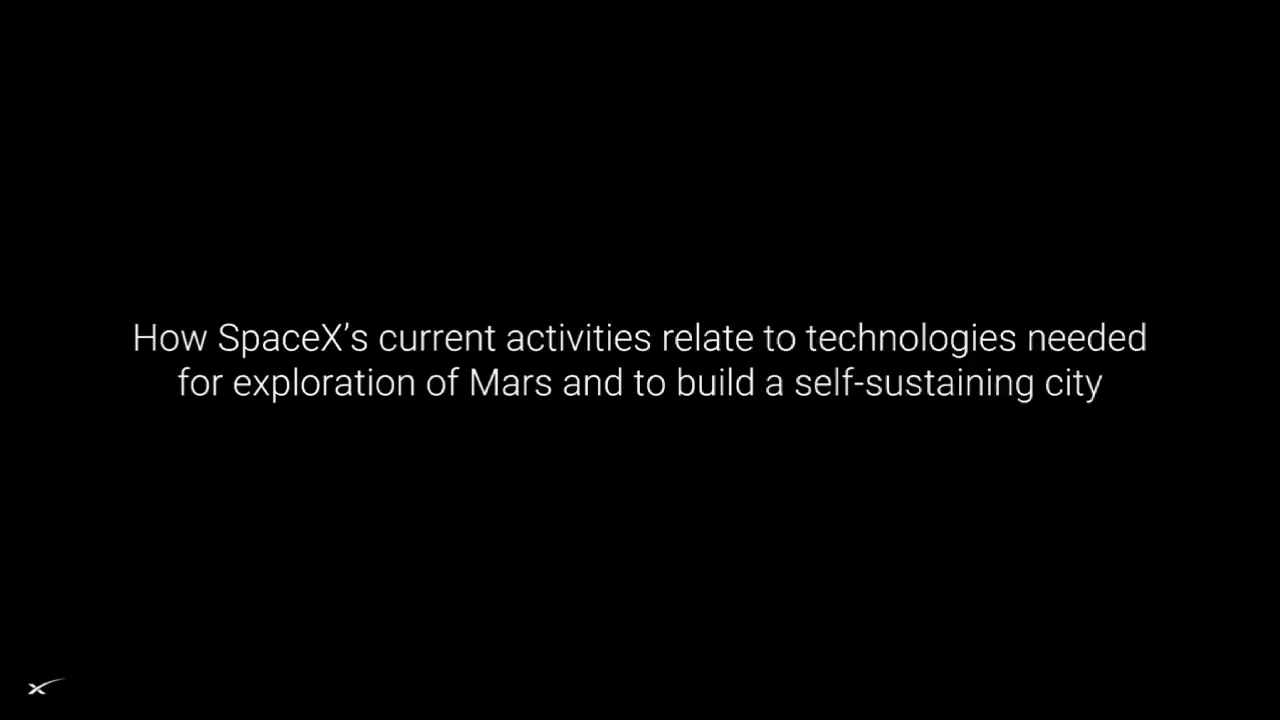 How SpaceX’s current activities relate to technologies needed
for exploration of Mars and to build a self-sustaining city